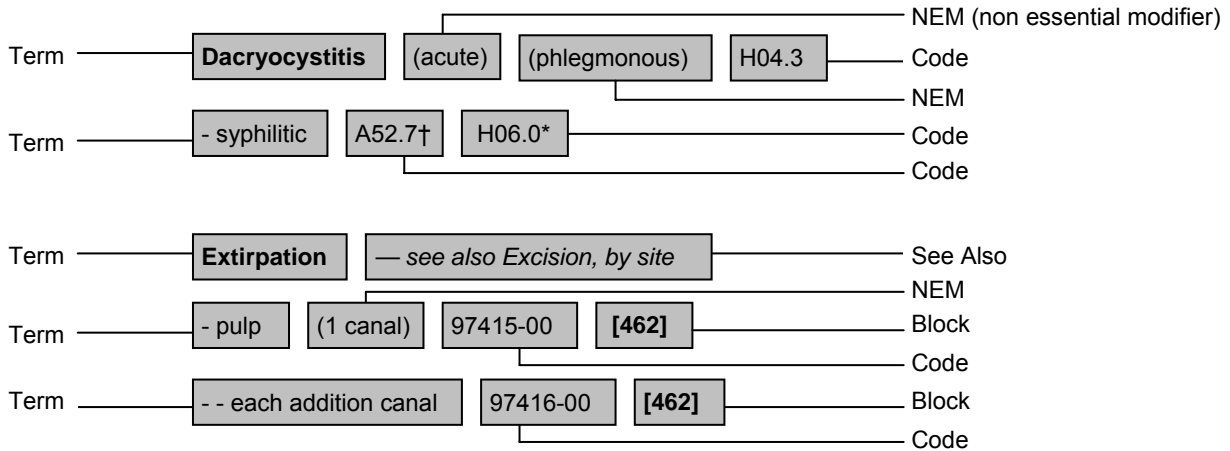 NEM (non essential modifier)
Term Dacryocystitis (acute) (phlegmonous) H04.3 Code
NEM
Term - syphilitic A52.7† H06.0* Code
Code
Term Extirpation — see also Excision, by site See Also
NEM
Term - pulp (1 canal) 97415-00 [462] Block
Code
Term - - each addition canal 97416-00 [462] Block
Code